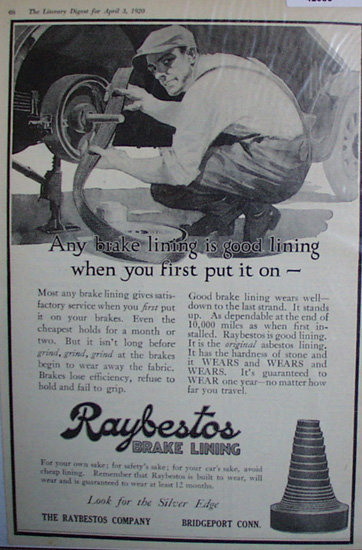 66 The Literary Digest for April 3, 1920
Any brake lining is good lining
when you first put it on —
Most any brake lining gives satis-
factory service when you first put
it on your brakes. Even the
cheapest holds for a month or
two. But it isn't long before
grind, grind, grind at the brakes
begin to wear away the fabric.
Brakes lose efficiency, refuse to
hold and fail to grip.
Good brake lining wears well—
down to the last strand. It stands
up. As dependable at the end of
10,000 miles as when first in-
stalled. Raybestos is good lining.
It is the original asbestos lining.
It has the hardness of stone and
it WEARS and WEARS and
WEARS. It's guaranteed to
WEAR one year—no matter how
far you travel.
Raybestos
BRAKE LINING
For your own sake; for safety's sake; for your car's sake, avoid
cheap lining. Remember that Raybestos is built to wear, will
wear and is guaranteed to wear at least 12 months.
Look for the Silver Edge
THE RAYBESTOS COMPANY BRIDGEPORT CONN.